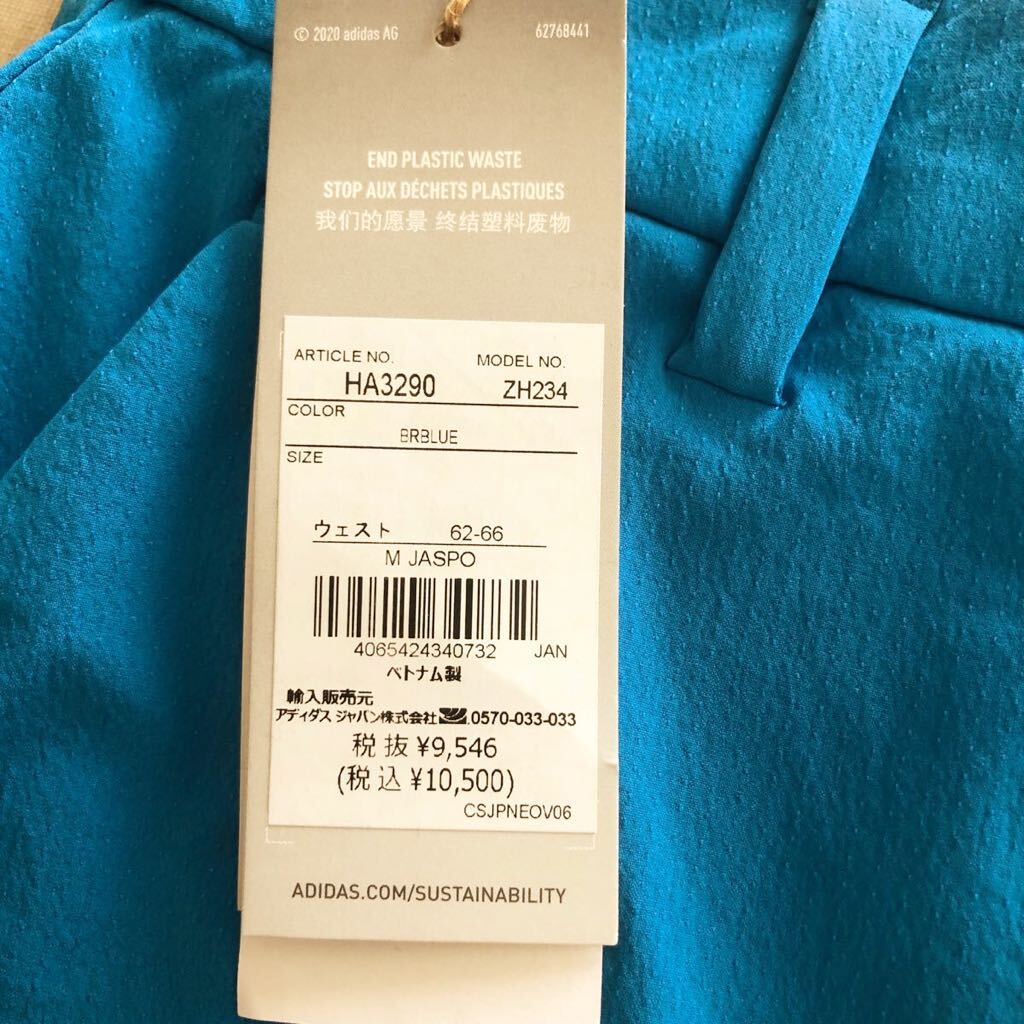 © 2020 adidas AG 62768441
END PLASTIC WASTE
STOP AUX DÉCHETS PLASTIQUES
我们的愿景 终结塑料废物
ARTICLE NO. MODEL NO.
HA3290 ZH234
COLOR
BRBLUE
SIZE
ウェスト 62-66
M JASPO
4065424340732 JAN
ベトナム製
輸入販売元
アディダス ジャパン株式会社 0570-033-033
税抜 ¥9,546
(税込 ¥10,500)
CSJPNEOV06
ADIDAS.COM/SUSTAINABILITY